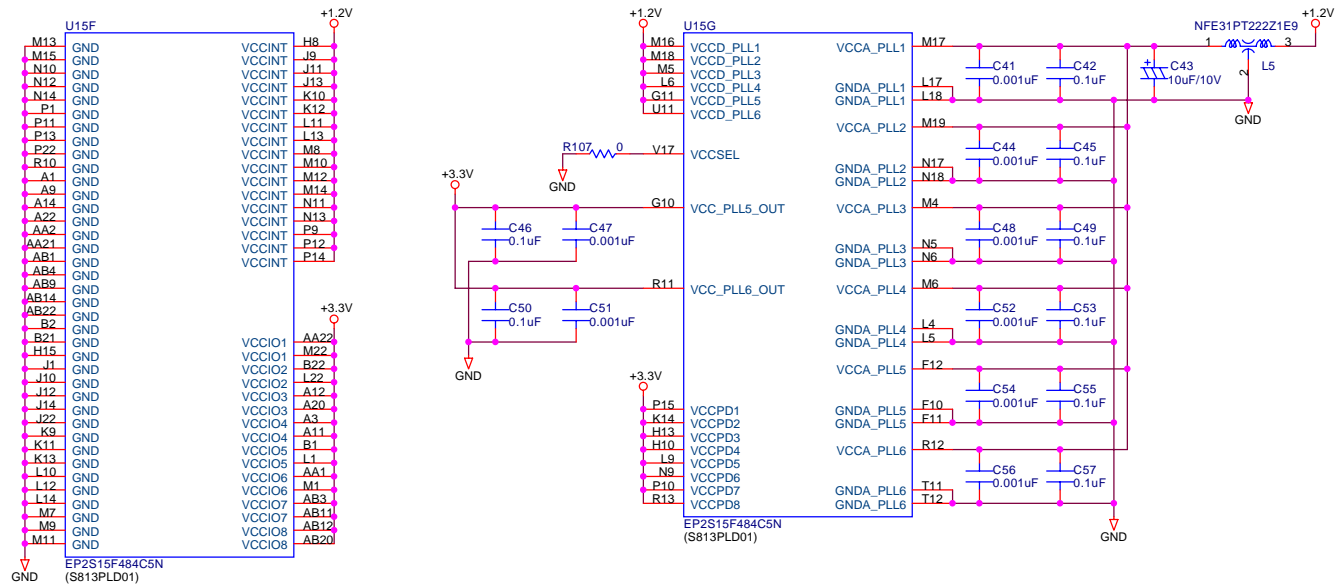 +1.2V
U15F
M13 GND VCCINT H8
M15 GND VCCINT J9
N10 GND VCCINT J11
N12 GND VCCINT J13
N14 GND VCCINT K10
P1 GND VCCINT K12
P11 GND VCCINT L11
P13 GND VCCINT L13
P22 GND VCCINT M8
R10 GND VCCINT M10
A1 GND VCCINT M12
A9 GND VCCINT M14
A14 GND VCCINT N11
A22 GND VCCINT N13
AA2 GND VCCINT P9
AA21 GND VCCINT P12
AB1 GND VCCINT P14
AB4 GND
AB9 GND
AB14 GND
+3.3V
AB22 GND
B2 GND
B21 GND VCCIO1 AA22
H15 GND VCCIO1 M22
J1 GND VCCIO2 B22
J10 GND VCCIO2 L22
J12 GND VCCIO3 A12
J14 GND VCCIO3 A20
J22 GND VCCIO4 A3
K9 GND VCCIO4 A11
K11 GND VCCIO5 B1
K13 GND VCCIO5 L1
L10 GND VCCIO6 AA1
L12 GND VCCIO6 M1
L14 GND VCCIO7 AB3
M7 GND VCCIO7 AB11
M9 GND VCCIO8 AB12
M11 GND VCCIO8 AB20
EP2S15F484C5N
(S813PLD01)
GND
+1.2V
U15G
NFE31PT222Z1E9
+1.2V
M16 VCCD_PLL1 VCCA_PLL1 M17
1 3
M18 VCCD_PLL2
M5 VCCD_PLL3
C41 0.001uF
C42 0.1uF
+ C43 10uF/10V
2 L5
L6 VCCD_PLL4 GNDA_PLL1 L17
G11 VCCD_PLL5 GNDA_PLL1 L18
U11 VCCD_PLL6
GND
VCCA_PLL2 M19
R107 0
V17 VCCSEL
C44 0.001uF
C45 0.1uF
GND
GNDA_PLL2 N17
GNDA_PLL2 N18
+3.3V
G10 VCC_PLL5_OUT VCCA_PLL3 M4
C46 0.1uF
C47 0.001uF
C48 0.001uF
C49 0.1uF
GNDA_PLL3 N5
GNDA_PLL3 N6
R11 VCC_PLL6_OUT VCCA_PLL4 M6
C50 0.1uF
C51 0.001uF
C52 0.001uF
C53 0.1uF
GNDA_PLL4 L4
GNDA_PLL4 L5
GND
VCCA_PLL5 F12
+3.3V
C54 0.001uF
C55 0.1uF
P15 VCCPD1 GNDA_PLL5 F10
K14 VCCPD2 GNDA_PLL5 F11
H13 VCCPD3
H10 VCCPD4 VCCA_PLL6 R12
L9 VCCPD5
N9 VCCPD6
C56 0.001uF
C57 0.1uF
P10 VCCPD7 GNDA_PLL6 T11
R13 VCCPD8 GNDA_PLL6 T12
EP2S15F484C5N
(S813PLD01)
GND